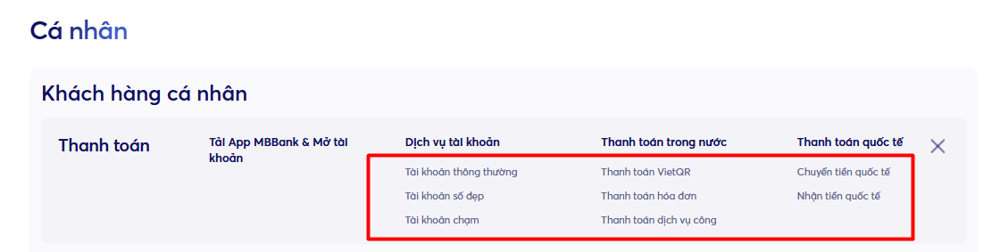 Cá nhân
Khách hàng cá nhân
Thanh toán
Tải App MBBank & Mở tài
khoản
Dịch vụ tài khoản
Tài khoản thông thường
Tài khoản số đẹp
Tài khoản chạm
Thanh toán trong nước
Thanh toán VietQR
Thanh toán hóa đơn
Thanh toán dịch vụ công
Thanh toán quốc tế
Chuyển tiền quốc tế
Nhận tiền quốc tế